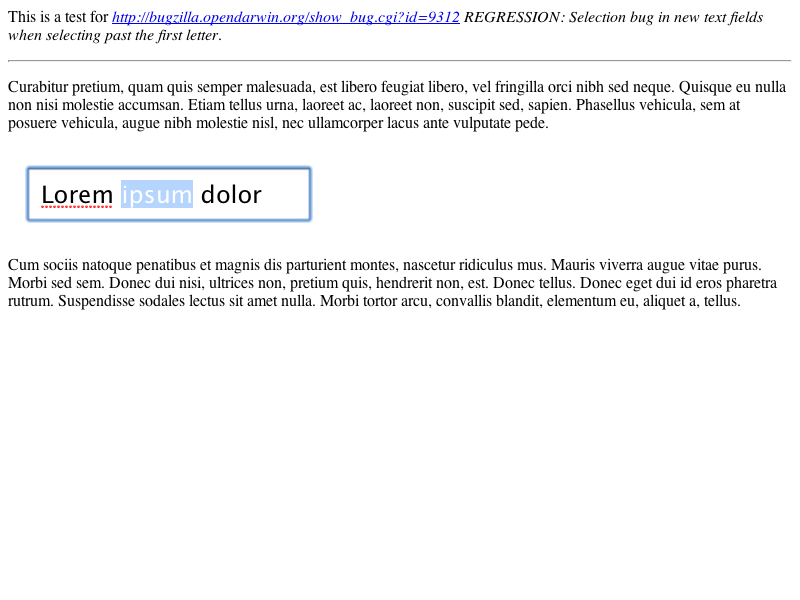 This is a test for http://bugzilla.opendarwin.org/show_bug.cgi?id=9312 REGRESSION: Selection bug in new text fields
when selecting past the first letter.
Curabitur pretium, quam quis semper malesuada, est libero feugiat libero, vel fringilla orci nibh sed neque. Quisque eu nulla
non nisi molestie accumsan. Etiam tellus urna, laoreet ac, laoreet non, suscipit sed, sapien. Phasellus vehicula, sem at
posuere vehicula, augue nibh molestie nisl, nec ullamcorper lacus ante vulputate pede.
Lorem ipsum dolor
Cum sociis natoque penatibus et magnis dis parturient montes, nascetur ridiculus mus. Mauris viverra augue vitae purus.
Morbi sed sem. Donec dui nisi, ultrices non, pretium quis, hendrerit non, est. Donec tellus. Donec eget dui id eros pharetra
rutrum. Suspendisse sodales lectus sit amet nulla. Morbi tortor arcu, convallis blandit, elementum eu, aliquet a, tellus.